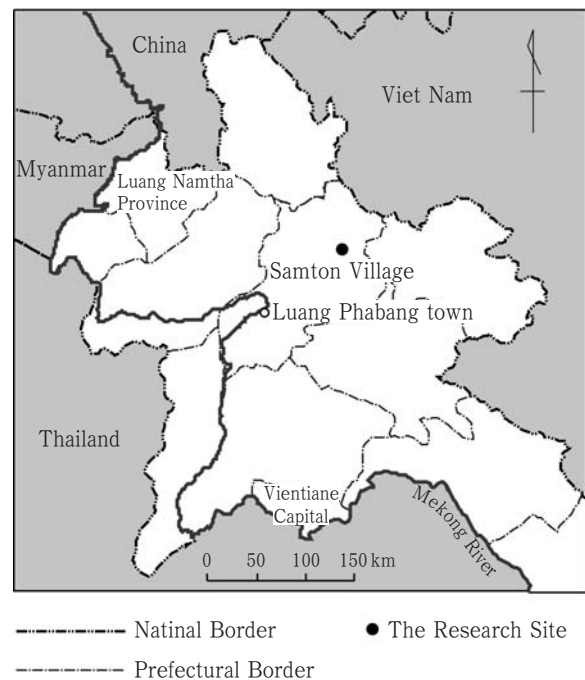 China
Viet Nam
Myanmar
Luang Namtha
Province
Samton Village
Luang Phabang town
Thailand
Vientiane
Capital
Mekong River
0 50 100 150 km
Natinal Border
The Research Site
Prefectural Border